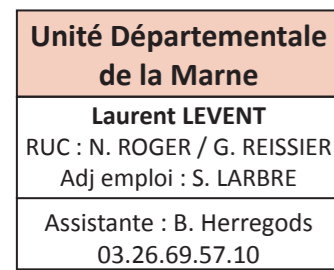 Unité Départementale
de la Marne
Laurent LEVENT
RUC : N. ROGER / G. REISSIER
Adj emploi : S. LARBRE
Assistante : B. Herregods
03.26.69.57.10